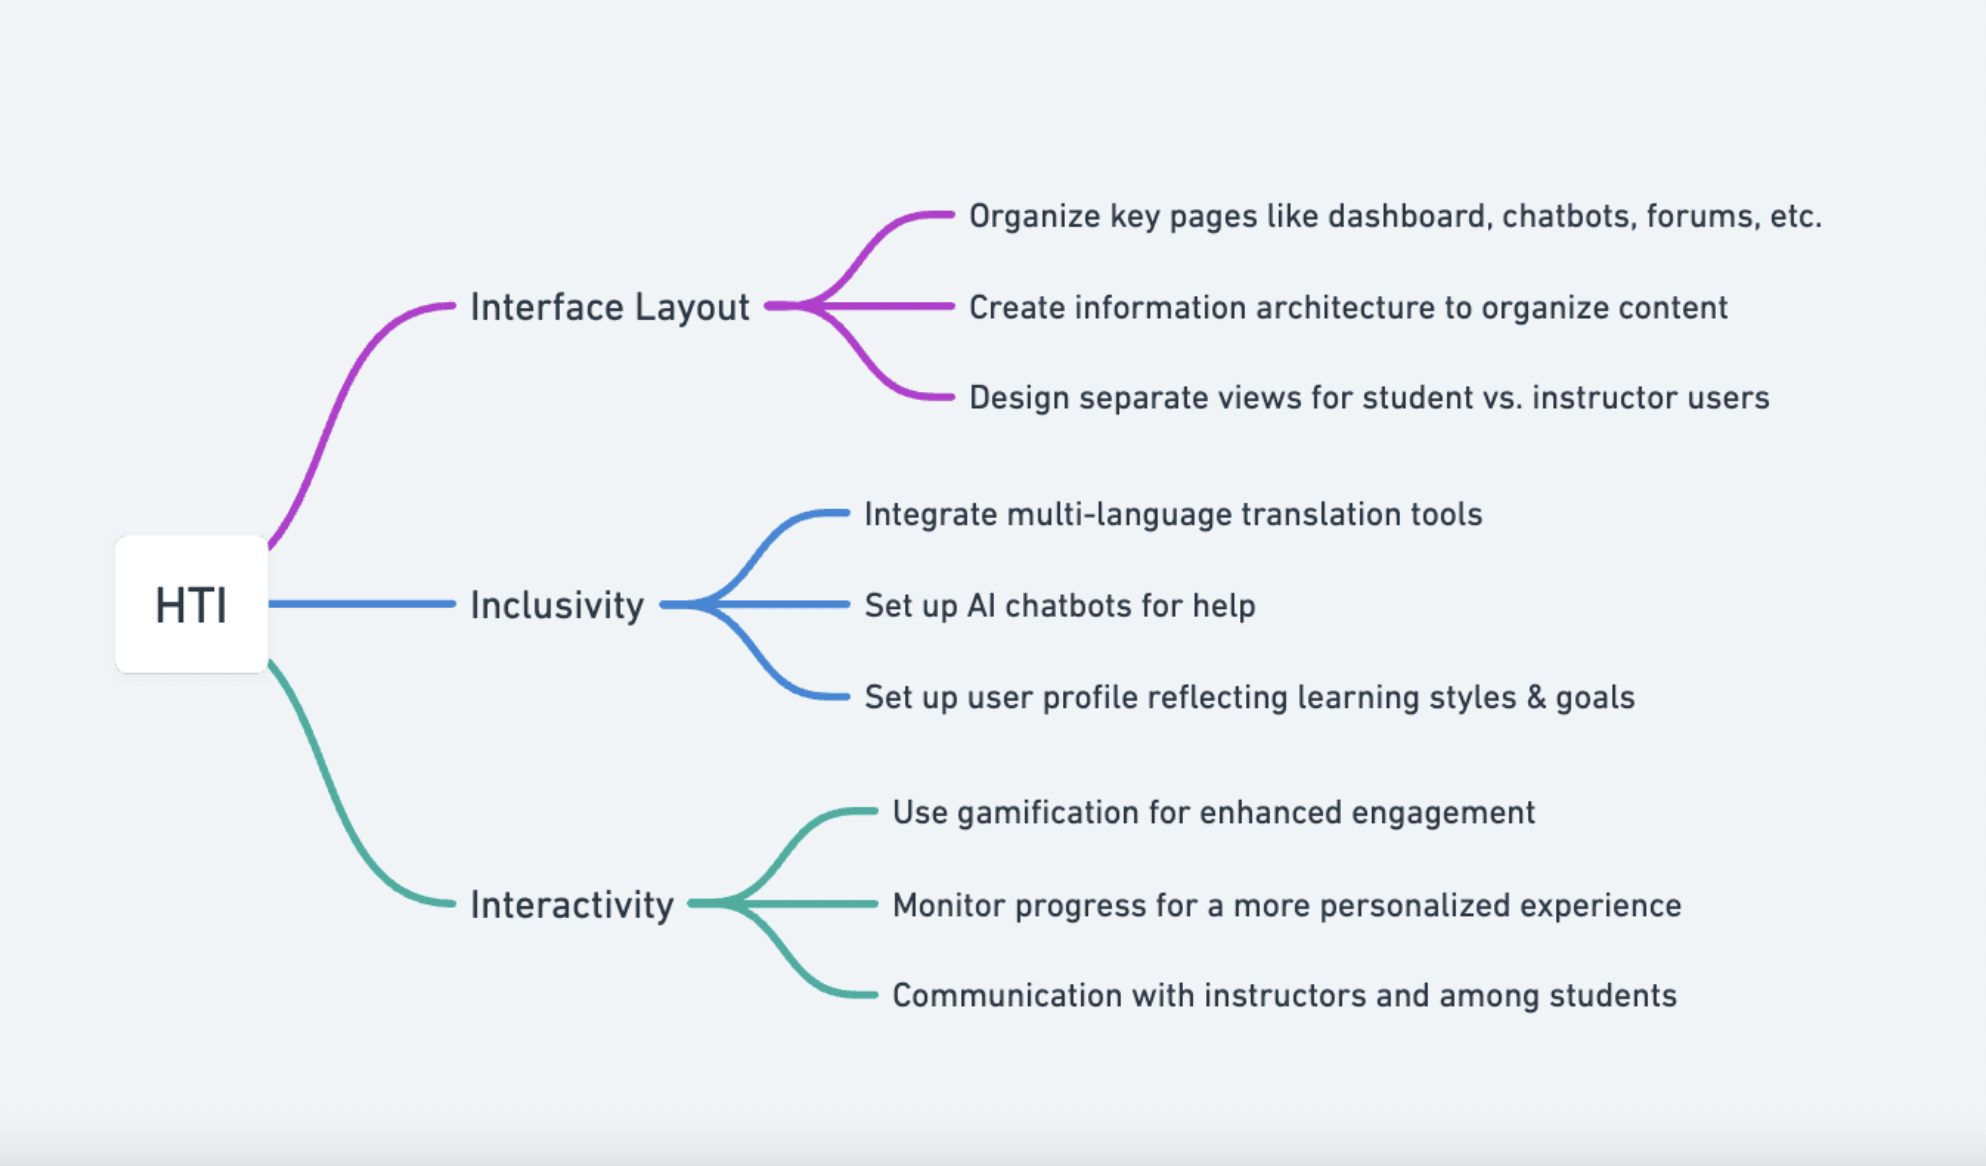 HTI
Interface Layout
Organize key pages like dashboard, chatbots, forums, etc.
Create information architecture to organize content
Design separate views for student vs. instructor users
Inclusivity
Integrate multi-language translation tools
Set up AI chatbots for help
Set up user profile reflecting learning styles & goals
Interactivity
Use gamification for enhanced engagement
Monitor progress for a more personalized experience
Communication with instructors and among students